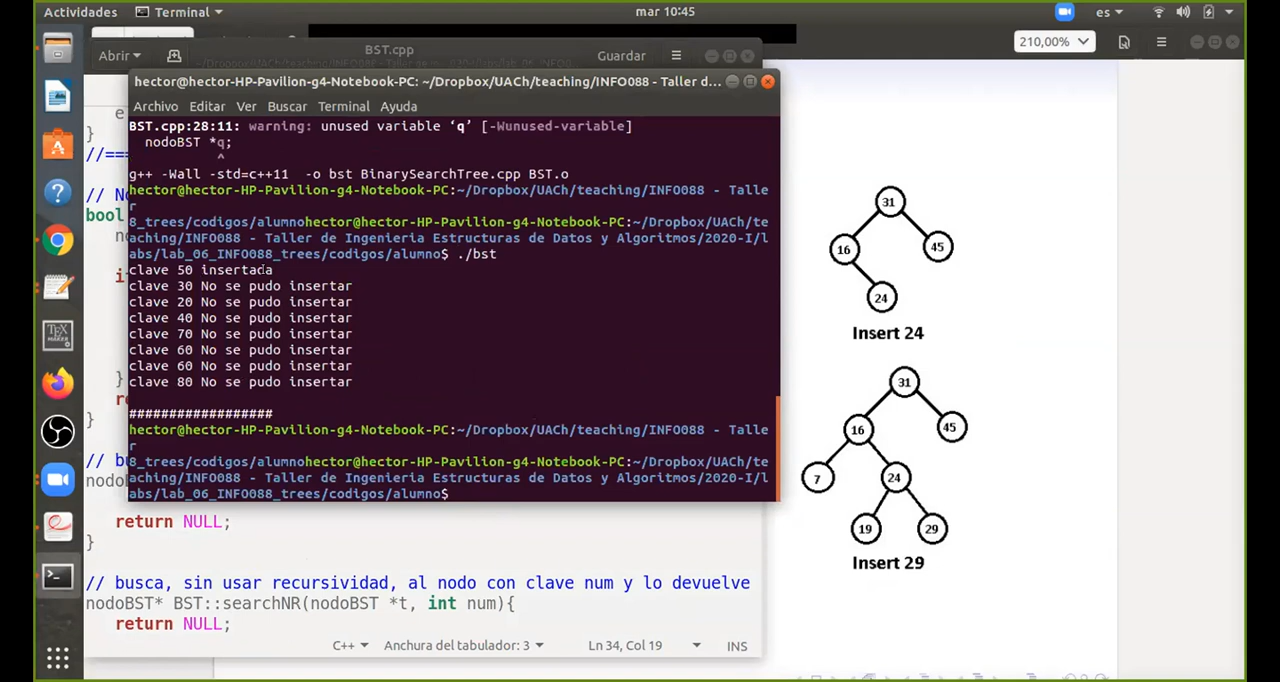 Actividades
Terminal
mar 10:45
es
Abrir
BST.cpp
Guardar
210,00%
hector@hector-HP-Pavilion-g4-Notebook-PC: ~/Dropbox/UACh/teaching/INFO088 - Taller d...
Archivo Editar Ver Buscar Terminal Ayuda
BST.cpp:28:11: warning: unused variable ‘q’ [-Wunused-variable]
nodoBST *q;
^
g++ -Wall -std=c++11  -o bst BinarySearchTree.cpp BST.o
hector@hector-HP-Pavilion-g4-Notebook-PC:~/Dropbox/UACh/teaching/INFO088 - Talle
r
8_trees/codigos/alumnohector@hector-HP-Pavilion-g4-Notebook-PC:~/Dropbox/UACh/te
aching/INFO088 - Taller de Ingenieria Estructuras de Datos y Algoritmos/2020-I/l
abs/lab_06_INFO088_trees/codigos/alumno$ ./bst
clave 50 insertada
clave 30 No se pudo insertar
clave 20 No se pudo insertar
clave 40 No se pudo insertar
clave 70 No se pudo insertar
clave 60 No se pudo insertar
clave 60 No se pudo insertar
clave 80 No se pudo insertar
##################
hector@hector-HP-Pavilion-g4-Notebook-PC:~/Dropbox/UACh/teaching/INFO088 - Talle
r
8_trees/codigos/alumnohector@hector-HP-Pavilion-g4-Notebook-PC:~/Dropbox/UACh/te
aching/INFO088 - Taller de Ingenieria Estructuras de Datos y Algoritmos/2020-I/l
abs/lab_06_INFO088_trees/codigos/alumno$
e
}
//==
// N
bool
}
}
return NULL;
}
// busca, sin usar recursividad, al nodo con clave num y lo devuelve
nodoBST* BST::searchNR(nodoBST *t, int num){
return NULL;
C++
Anchura del tabulador: 3
Ln 34, Col 19
INS
31
16
45
24
Insert 24
31
16
45
7
24
19
29
Insert 29